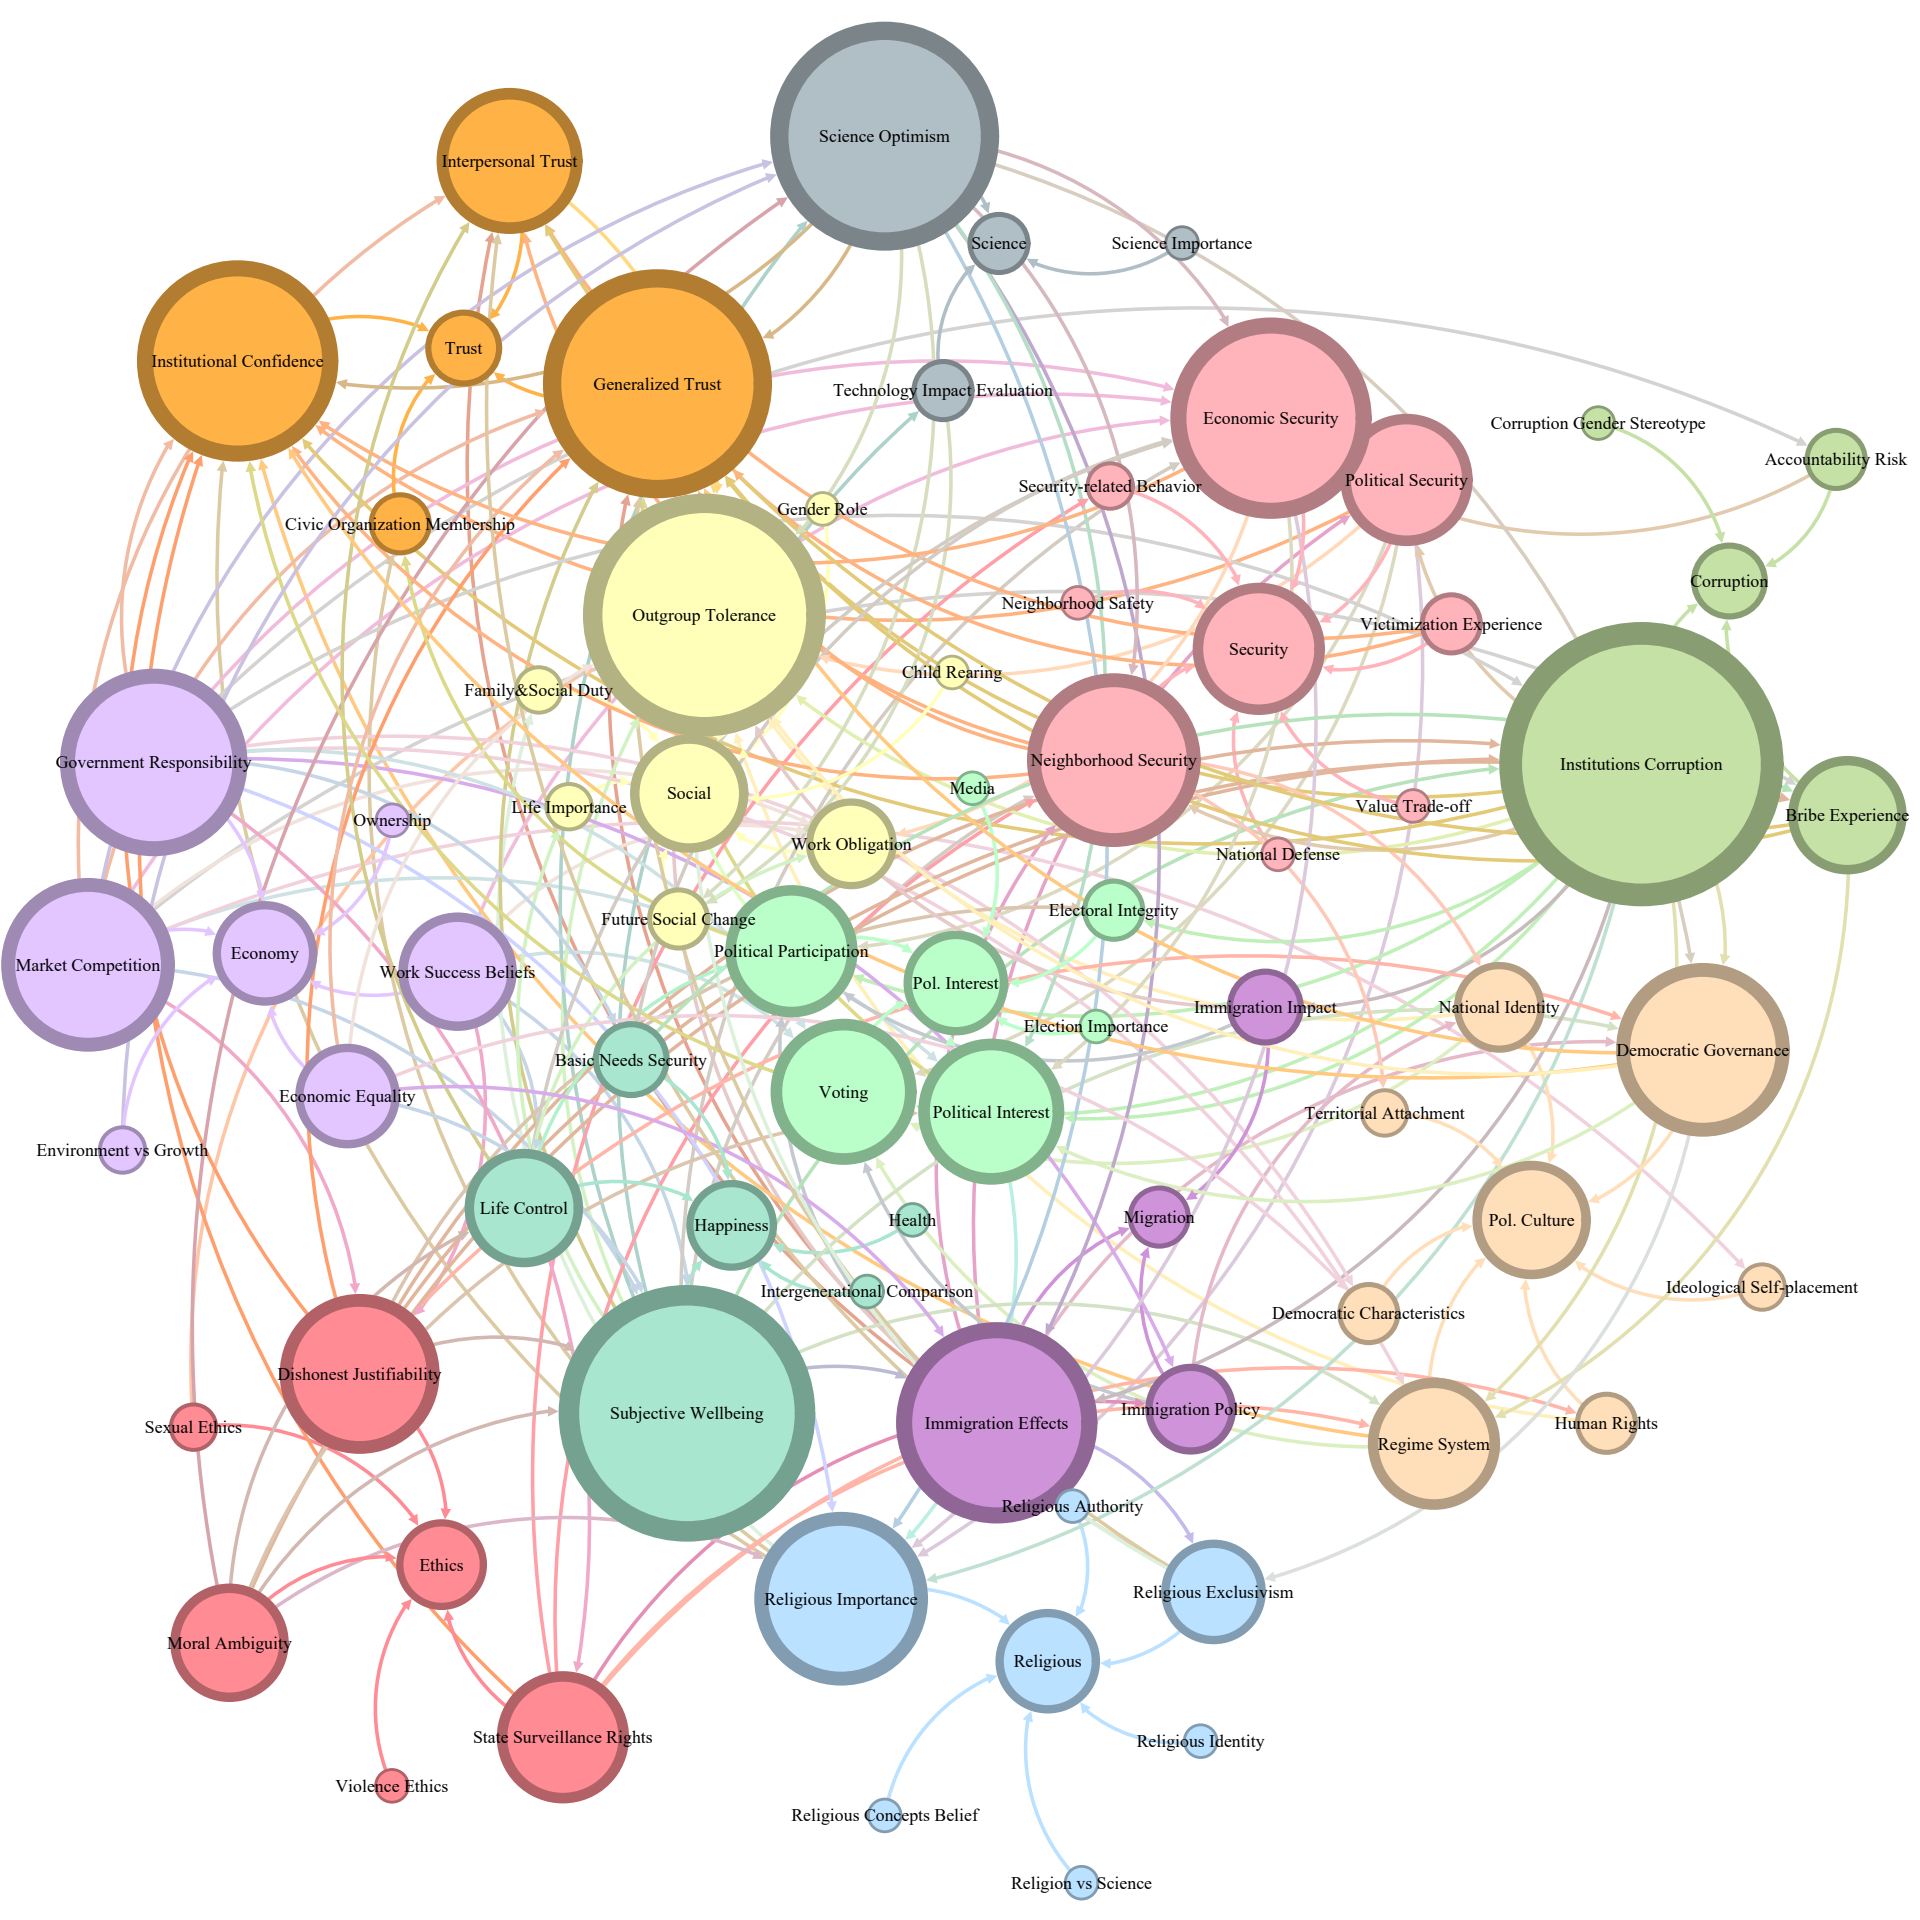 Science Optimism
Interpersonal Trust
Science
Science Importance
Trust
Institutional Confidence
Generalized Trust
Technology Impact Evaluation
Economic Security
Corruption Gender Stereotype
Accountability Risk
Political Security
Security-related Behavior
Gender Role
Civic Organization Membership
Corruption
Neighborhood Safety
Outgroup Tolerance
Victimization Experience
Security
Child Rearing
Family&Social Duty
Government Responsibility
Neighborhood Security
Institutions Corruption
Media
Social
Life Importance
Value Trade-off
Bribe Experience
Ownership
Work Obligation
National Defense
Electoral Integrity
Future Social Change
Political Participation
Economy
Market Competition
Work Success Beliefs
Pol. Interest
Immigration Impact
National Identity
Election Importance
Democratic Governance
Basic Needs Security
Voting
Economic Equality
Political Interest
Territorial Attachment
Environment vs Growth
Life Control
Migration
Health
Pol. Culture
Happiness
Ideological Self-placement
Intergenerational Comparison
Democratic Characteristics
Dishonest Justifiability
Immigration Policy
Subjective Wellbeing
Immigration Effects
Human Rights
Sexual Ethics
Regime System
Religious Authority
Ethics
Religious Exclusivism
Religious Importance
Moral Ambiguity
Religious
State Surveillance Rights
Religious Identity
Violence Ethics
Religious Concepts Belief
Religion vs Science